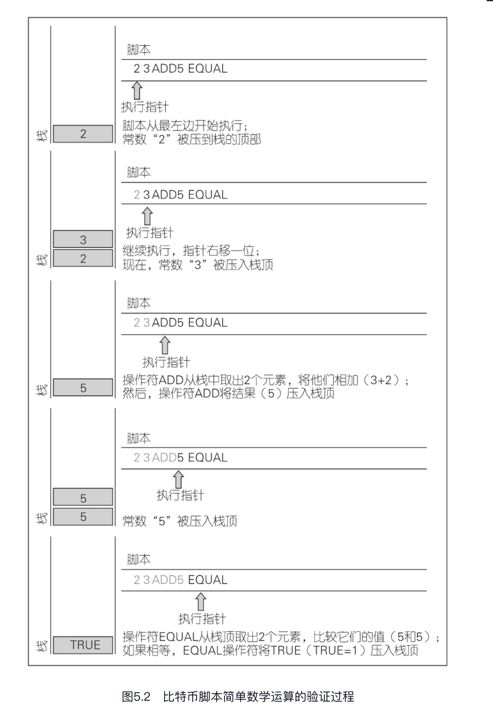 脚本
2 3 ADD5 EQUAL
执行指针
脚本从最左边开始执行；
常数“2”被压到栈的顶部
2
栈
脚本
2 3 ADD5 EQUAL
执行指针
继续执行，指针右移一位；
现在，常数“3”被压入栈顶
3
2
栈
脚本
2 3 ADD5 EQUAL
执行指针
操作符ADD从栈中取出2个元素，将他们相加（3+2）；
然后，操作符ADD将结果（5）压入栈顶
5
栈
脚本
2 3 ADD5 EQUAL
执行指针
常数“5”被压入栈顶
5
5
栈
脚本
2 3 ADD5 EQUAL
执行指针
操作符EQUAL从栈顶取出2个元素，比较它们的值（5和5）；
如果相等，EQUAL操作符将TRUE（TRUE=1）压入栈顶
TRUE
栈
图5.2 比特币脚本简单数学运算的验证过程